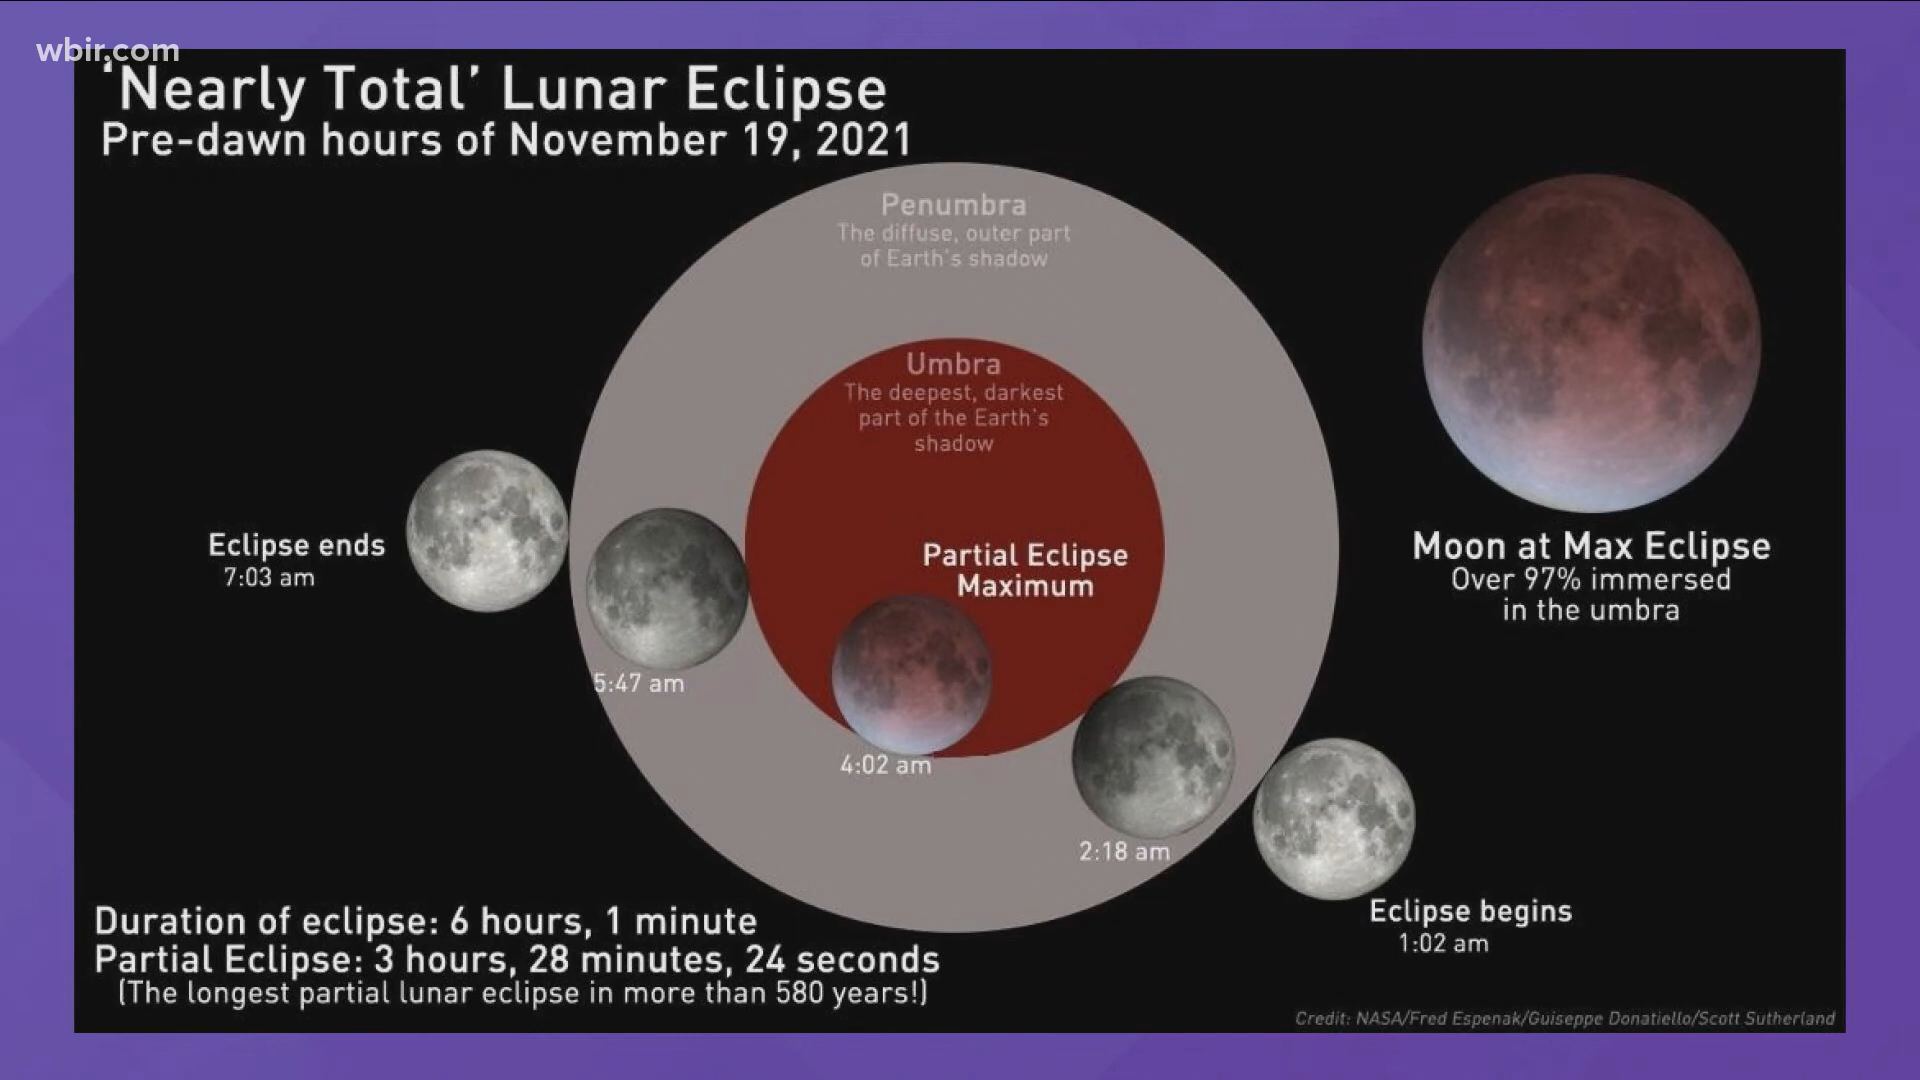 wbir.com
'Nearly Total' Lunar Eclipse
Pre-dawn hours of November 19, 2021
Penumbra
The diffuse, outer part
of Earth's shadow
Umbra
The deepest, darkest
part of the Earth's
shadow
Partial Eclipse
Maximum
Eclipse ends
7:03 am
5:47 am
4:02 am
2:18 am
Eclipse begins
1:02 am
Moon at Max Eclipse
Over 97% immersed
in the umbra
Duration of eclipse: 6 hours, 1 minute
Partial Eclipse: 3 hours, 28 minutes, 24 seconds
(The longest partial lunar eclipse in more than 580 years!)
Credit: NASA/Fred Espenak/Guiseppe Donatiello/Scott Sutherland